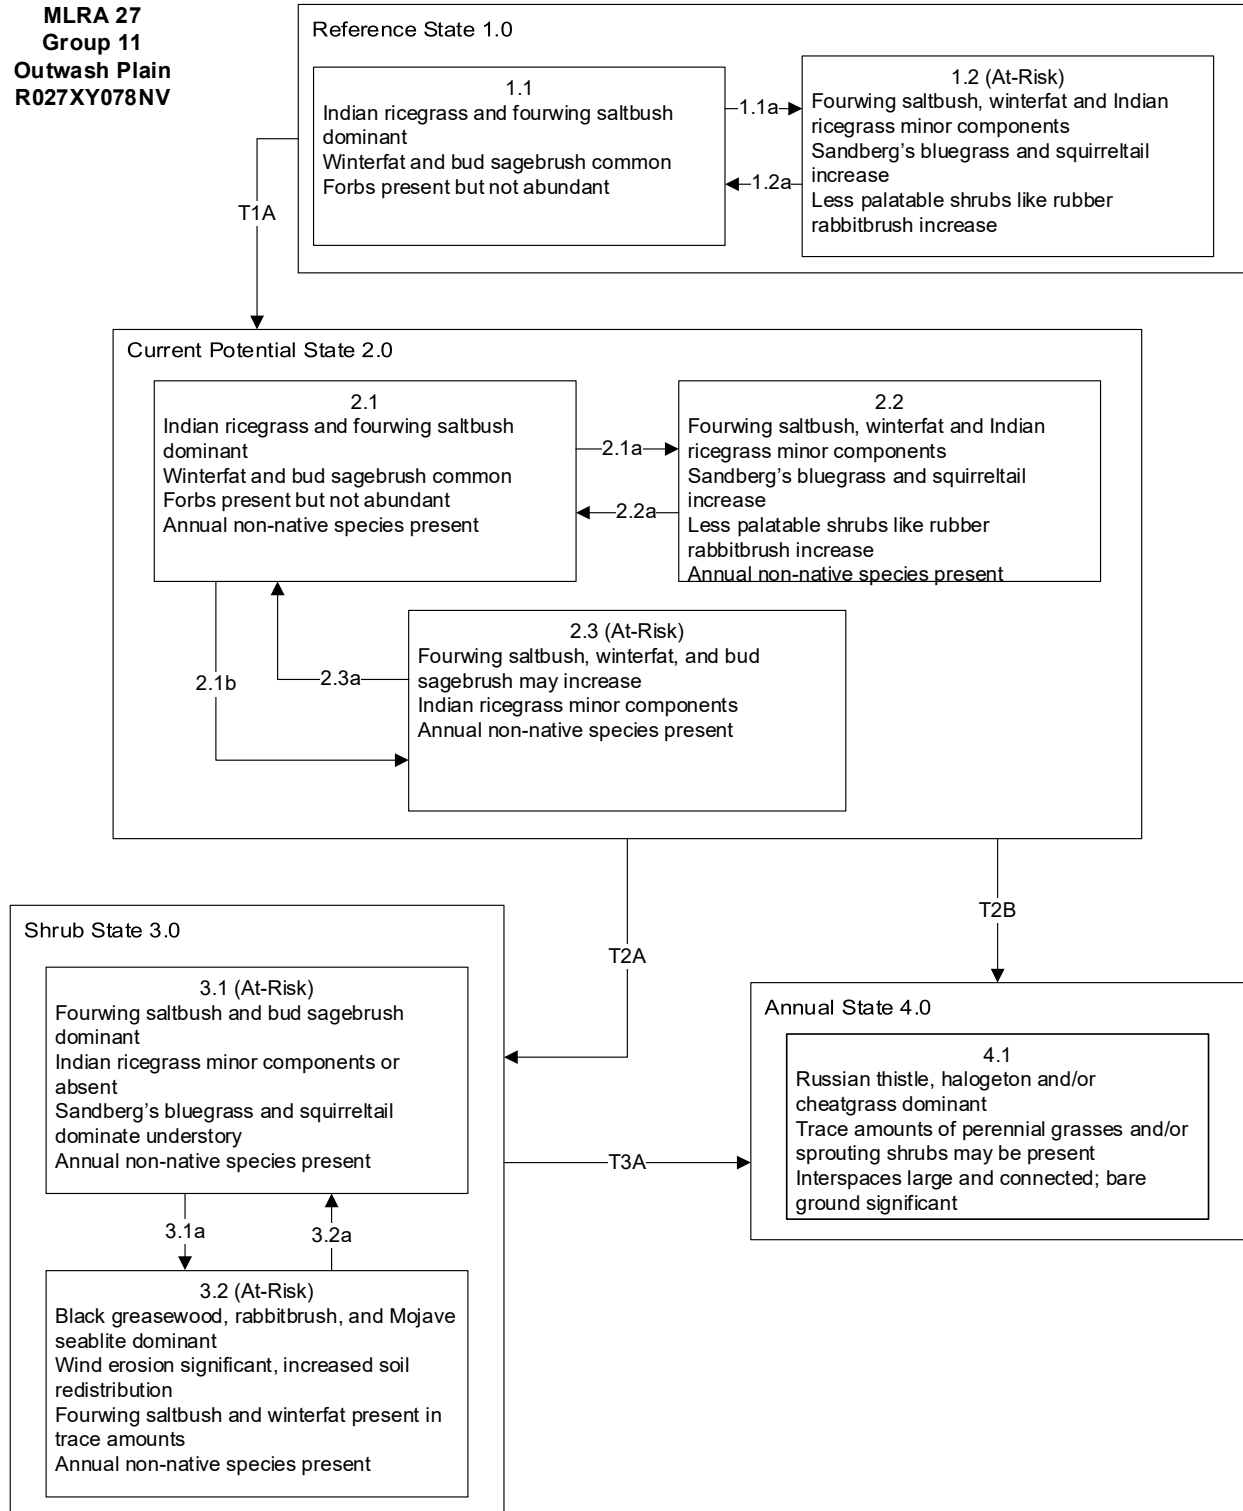 MLRA 27
Group 11
Outwash Plain
R027XY078NV
Reference State 1.0
1.1
Indian ricegrass and fourwing saltbush
dominant
Winterfat and bud sagebrush common
Forbs present but not abundant
1.1a
1.2a
1.2 (At-Risk)
Fourwing saltbush, winterfat and Indian
ricegrass minor components
Sandberg's bluegrass and squirreltail
increase
Less palatable shrubs like rubber
rabbitbrush increase
T1A
Current Potential State 2.0
2.1
Indian ricegrass and fourwing saltbush
dominant
Winterfat and bud sagebrush common
Forbs present but not abundant
Annual non-native species present
2.1a
2.2a
2.2
Fourwing saltbush, winterfat and Indian
ricegrass minor components
Sandberg's bluegrass and squirreltail
increase
Less palatable shrubs like rubber
rabbitbrush increase
Annual non-native species present
2.1b
2.3a
2.3 (At-Risk)
Fourwing saltbush, winterfat, and bud
sagebrush may increase
Indian ricegrass minor components
Annual non-native species present
T2A
T2B
Shrub State 3.0
3.1 (At-Risk)
Fourwing saltbush and bud sagebrush
dominant
Indian ricegrass minor components or
absent
Sandberg's bluegrass and squirreltail
dominate understory
Annual non-native species present
3.1a
3.2a
3.2 (At-Risk)
Black greasewood, rabbitbrush, and Mojave
seablite dominant
Wind erosion significant, increased soil
redistribution
Fourwing saltbush and winterfat present in
trace amounts
Annual non-native species present
T3A
Annual State 4.0
4.1
Russian thistle, halogeton and/or
cheatgrass dominant
Trace amounts of perennial grasses and/or
sprouting shrubs may be present
Interspaces large and connected; bare
ground significant